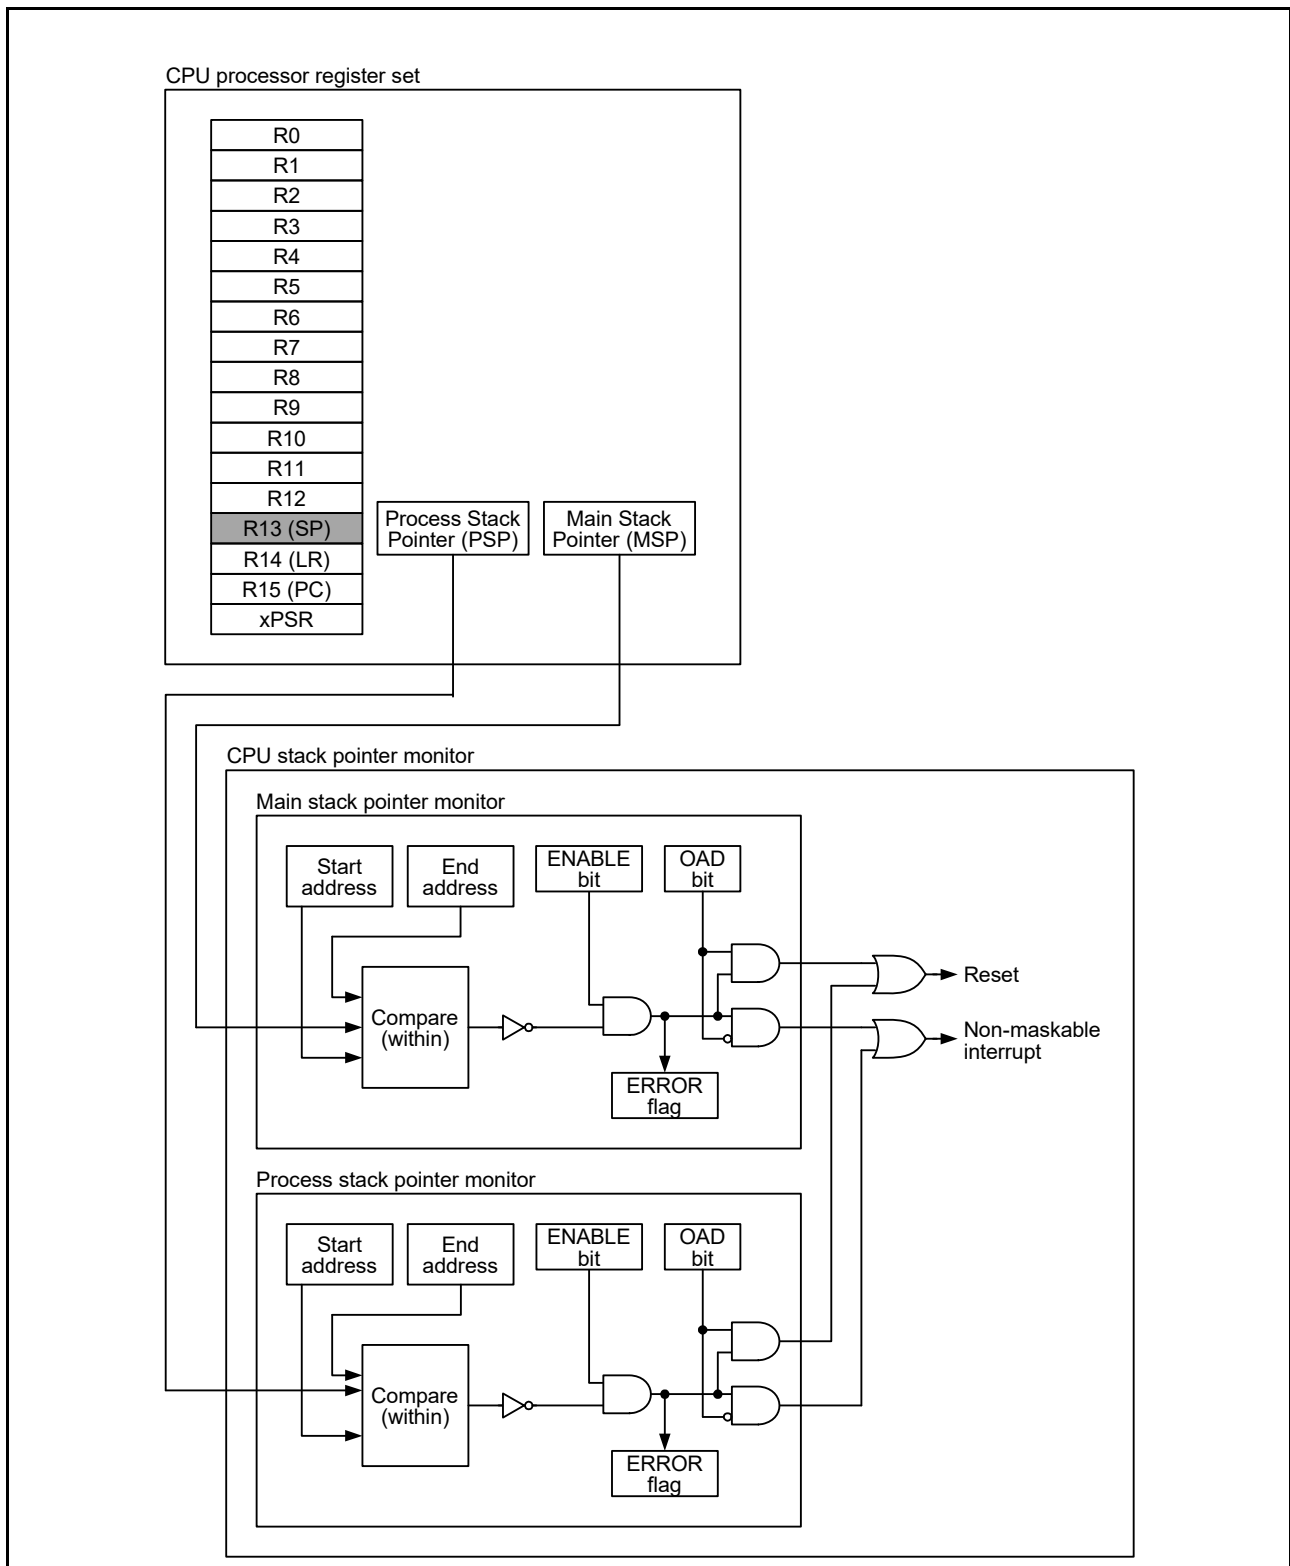 CPU processor register set
R0
R1
R2
R3
R4
R5
R6
R7
R8
R9
R10
R11
R12
R13 (SP)
R14 (LR)
R15 (PC)
xPSR
Process Stack
Pointer (PSP)
Main Stack
Pointer (MSP)
CPU stack pointer monitor
Main stack pointer monitor
Start
address
End
address
ENABLE
bit
OAD
bit
Compare
(within)
ERROR
flag
Reset
Non-maskable
interrupt
Process stack pointer monitor
Start
address
End
address
ENABLE
bit
OAD
bit
Compare
(within)
ERROR
flag